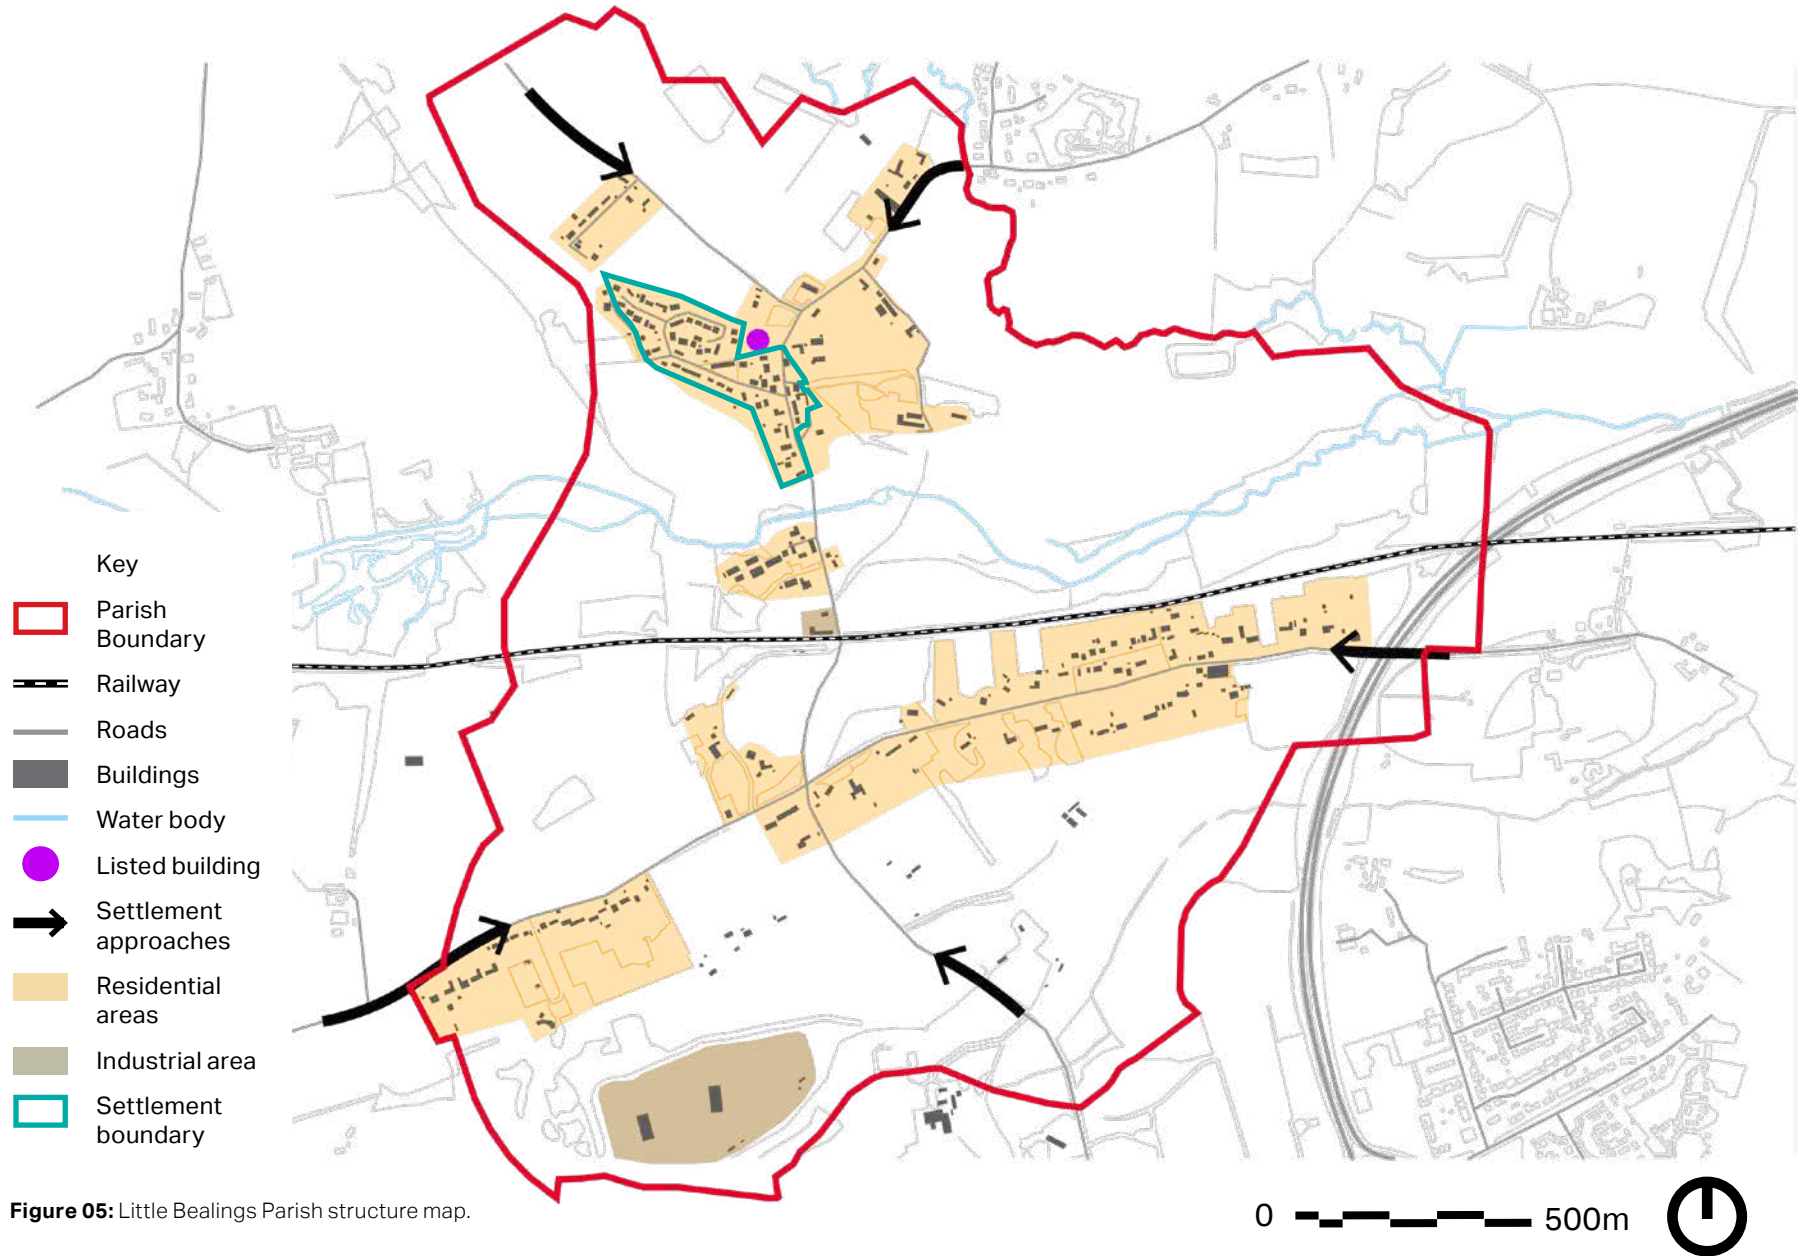 Key
Parish
Boundary
Railway
Roads
Buildings
Water body
Listed building
Settlement
approaches
Residential
areas
Industrial area
Settlement
boundary
Figure 05: Little Bealings Parish structure map.
0 500m